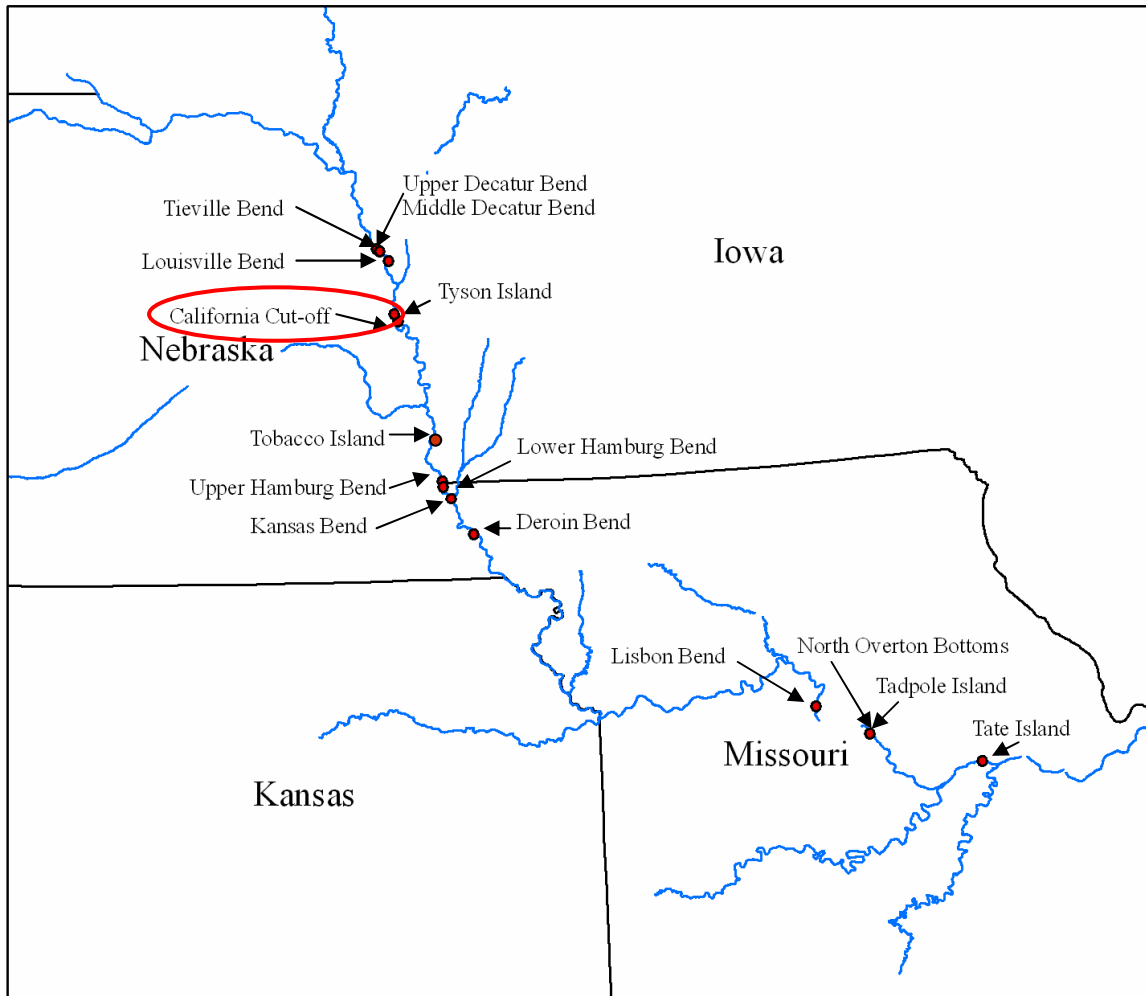 Upper Decatur Bend
Middle Decatur Bend
Tieville Bend
Iowa
Louisville Bend
Tyson Island
California Cut-off
Nebraska
Tobacco Island
Lower Hamburg Bend
Upper Hamburg Bend
Kansas Bend
Deroin Bend
North Overton Bottoms
Lisbon Bend
Tadpole Island
Tate Island
Missouri
Kansas